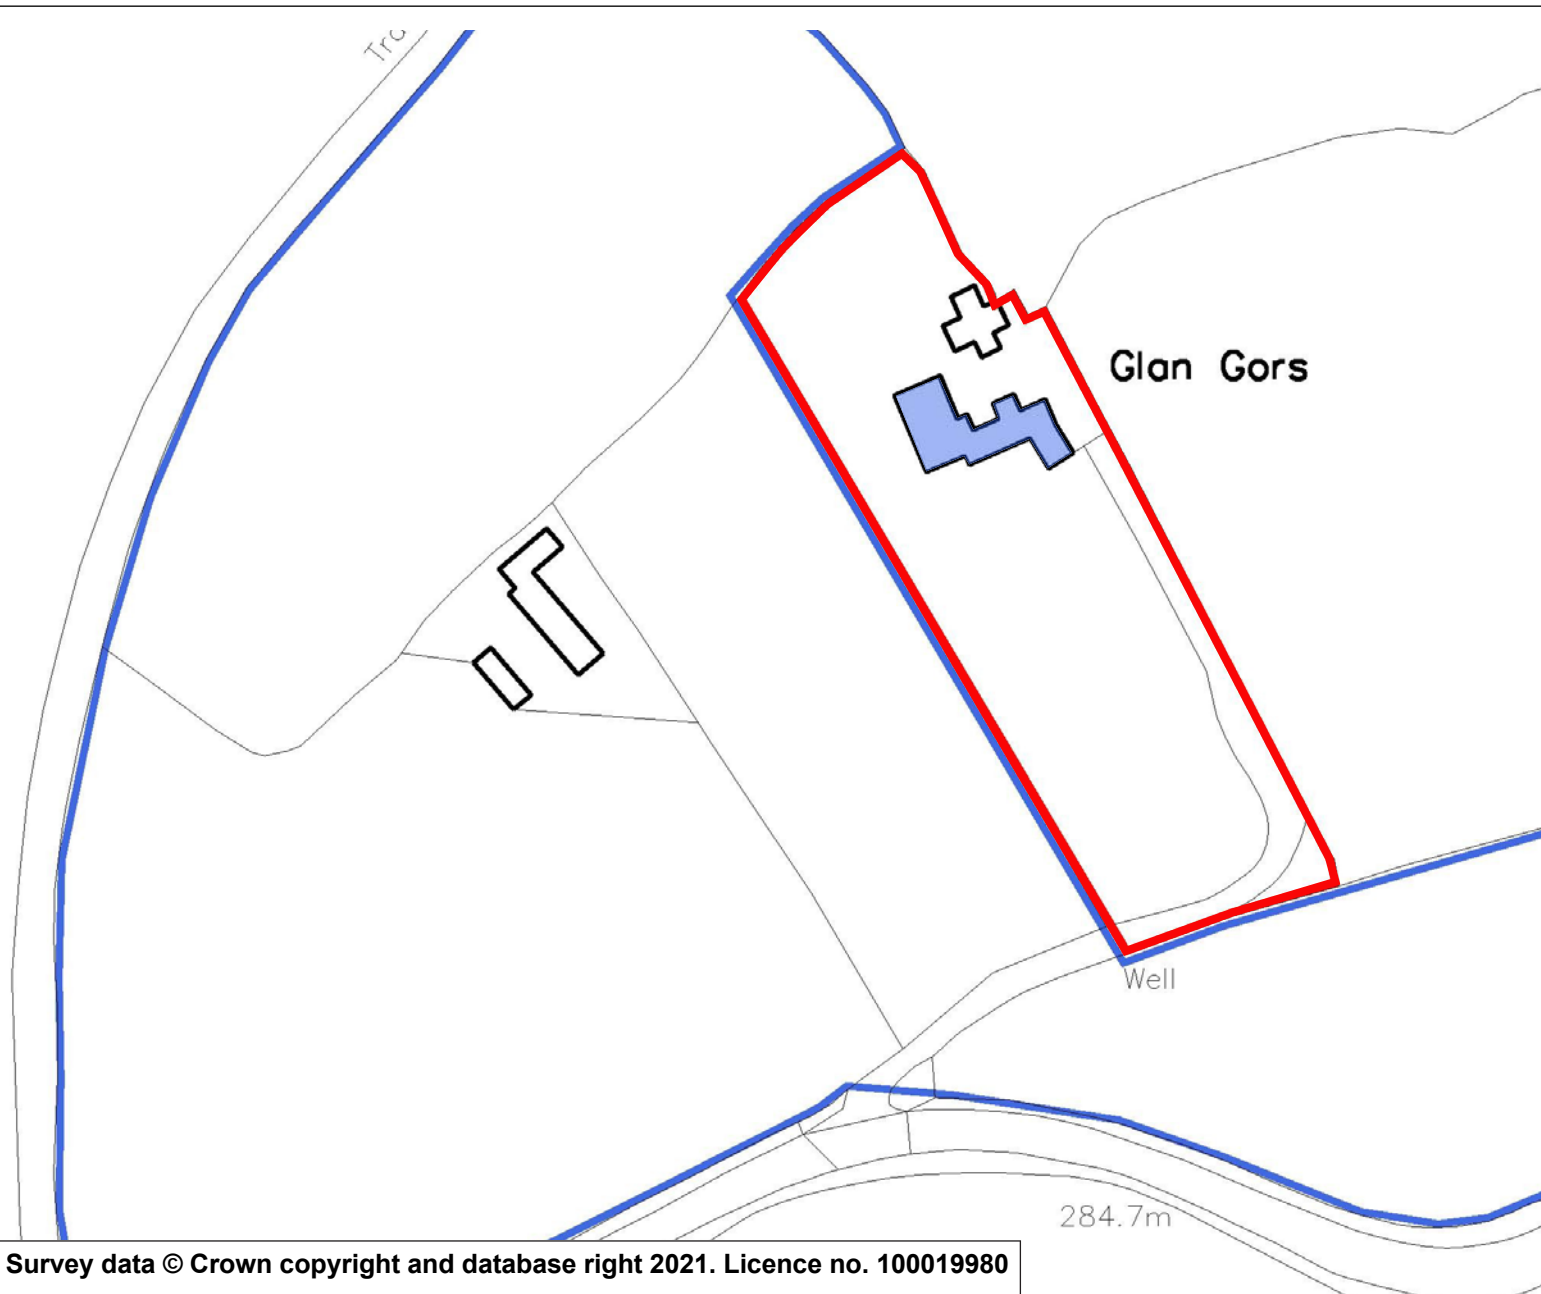 Glan Gors
Well
284.7m
Survey data © Crown copyright and database right 2021. Licence no. 100019980